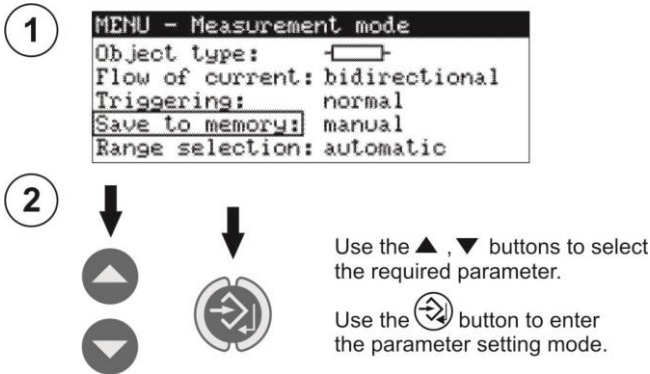 1
MENU - Measurement mode
Object type:
Flow of current: bidirectional
Triggering: normal
Save to memory: manual
Range selection: automatic
2
Use the ▲ , ▼ buttons to select
the required parameter.
Use the button to enter
the parameter setting mode.